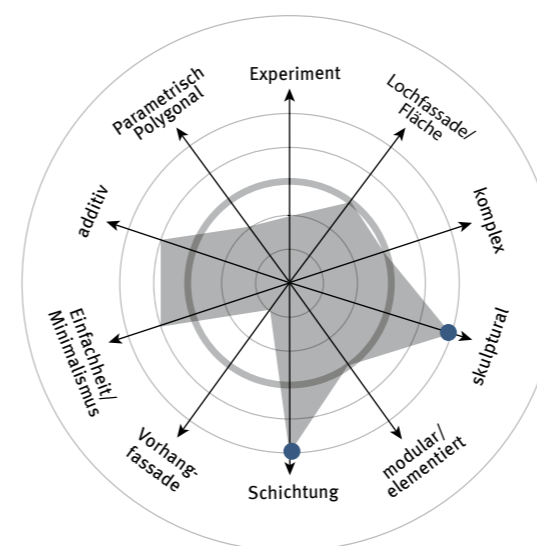 Experiment
Lochfassade/
Fläche
komplex
skulptural
modular/
elementiert
Schichtung
Vorhang-
fassade
Einfachheit/
Minimalismus
additiv
Parametrisch
Polygonal